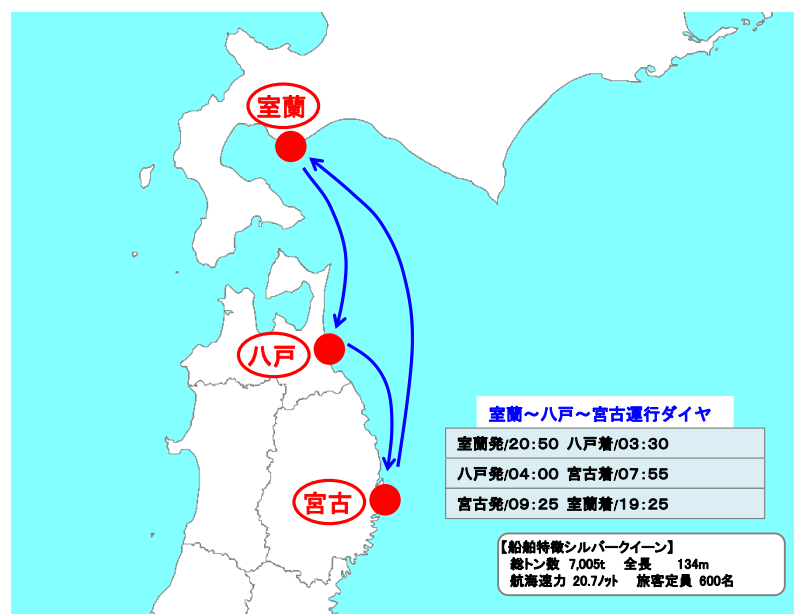 室蘭
八戸
宮古
室蘭～八戸～宮古運行ダイヤ
室蘭発/20:50 八戸着/03:30
八戸発/04:00 宮古着/07:55
宮古発/09:25 室蘭着/19:25
【船舶特徴シルバークイーン】
総トン数 7,005t 全長 134m
航海速力 20.7ﾉｯﾄ 旅客定員 600名